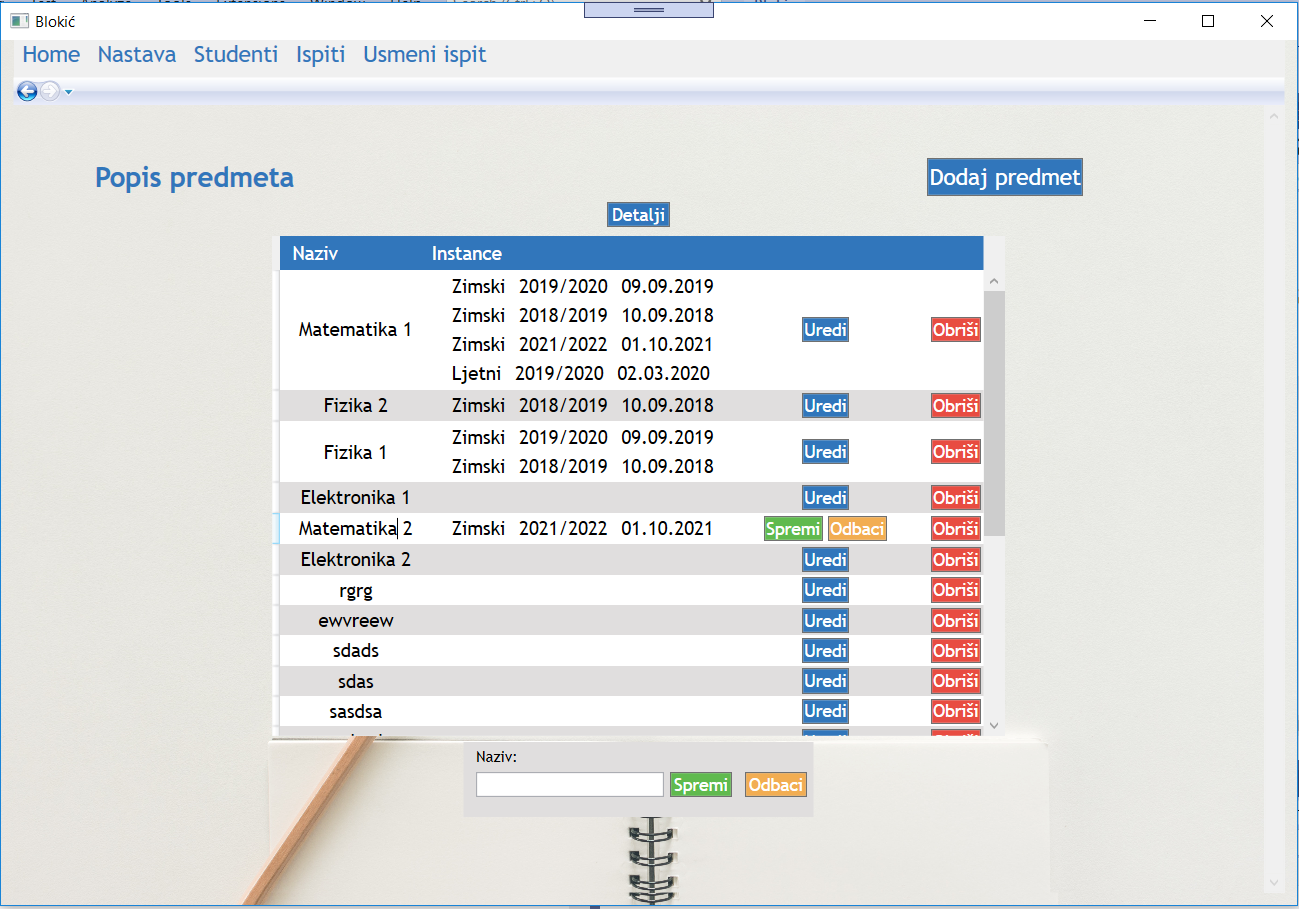 Blokić
Home Nastava Studenti Ispiti Usmeni ispit
Popis predmeta
Dodaj predmet
Detalji
Naziv Instance
Zimski 2019/2020 09.09.2019
Zimski 2018/2019 10.09.2018
Matematika 1 Uredi Obriši
Zimski 2021/2022 01.10.2021
Ljetni 2019/2020 02.03.2020
Fizika 2 Zimski 2018/2019 10.09.2018 Uredi Obriši
Zimski 2019/2020 09.09.2019
Fizika 1 Uredi Obriši
Zimski 2018/2019 10.09.2018
Elektronika 1 Uredi Obriši
Matematika 2 Zimski 2021/2022 01.10.2021 Spremi Odbaci Obriši
Elektronika 2 Uredi Obriši
rgrg Uredi Obriši
ewvreew Uredi Obriši
sdads Uredi Obriši
sdas Uredi Obriši
sasdsa Uredi Obriši
Naziv:
Spremi Odbaci